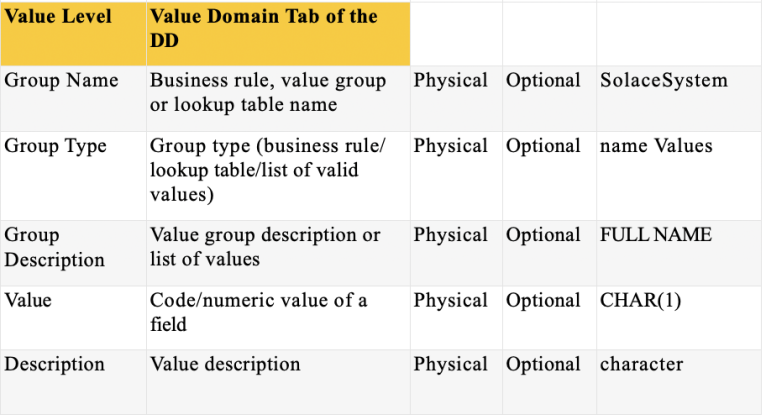 Value Level Value Domain Tab of the
DD
Group Name Business rule, value group Physical Optional SolaceSystem
or lookup table name
Group Type Group type (business rule/ Physical Optional name Values
lookup table/list of valid
values)
Group Value group description or Physical Optional FULL NAME
Description list of values
Value Code/numeric value of a Physical Optional CHAR(1)
field
Description Value description Physical Optional character